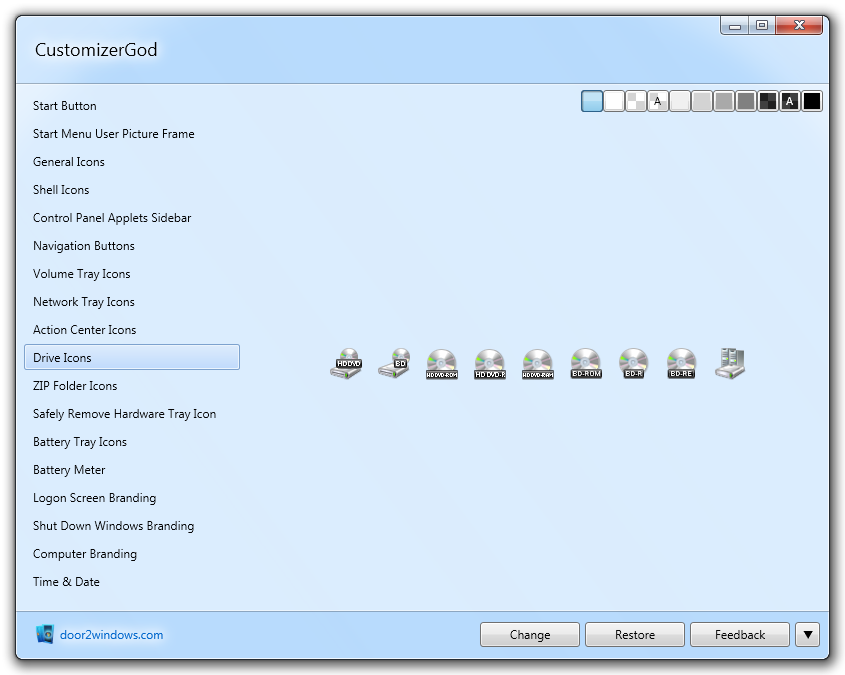 CustomizerGod
A
A
Start Button
Start Menu User Picture Frame
General Icons
Shell Icons
Control Panel Applets Sidebar
Navigation Buttons
Volume Tray Icons
Network Tray Icons
Action Center Icons
Drive Icons
ZIP Folder Icons
Safely Remove Hardware Tray Icon
Battery Tray Icons
Battery Meter
Logon Screen Branding
Shut Down Windows Branding
Computer Branding
Time & Date
HDDVD
BD
HDDVD-ROM
HDDVD-R
HDDVD-RAM
BD-ROM
BD-R
BD-RE
door2windows.com
Change
Restore
Feedback